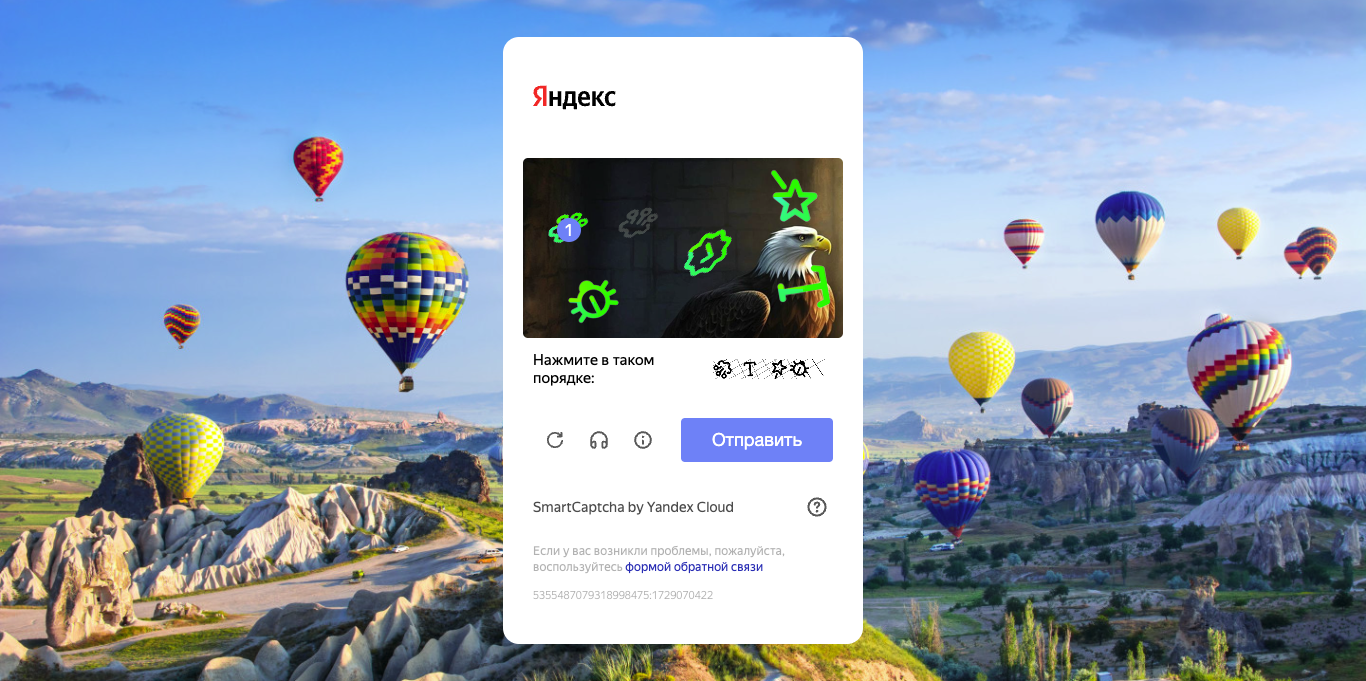 Яндекс
1
Нажмите в таком
порядке:
Отправить
SmartCaptcha by Yandex Cloud
Если у вас возникли проблемы, пожалуйста,
воспользуйтесь формой обратной связи
5355487079318998475:1729070422